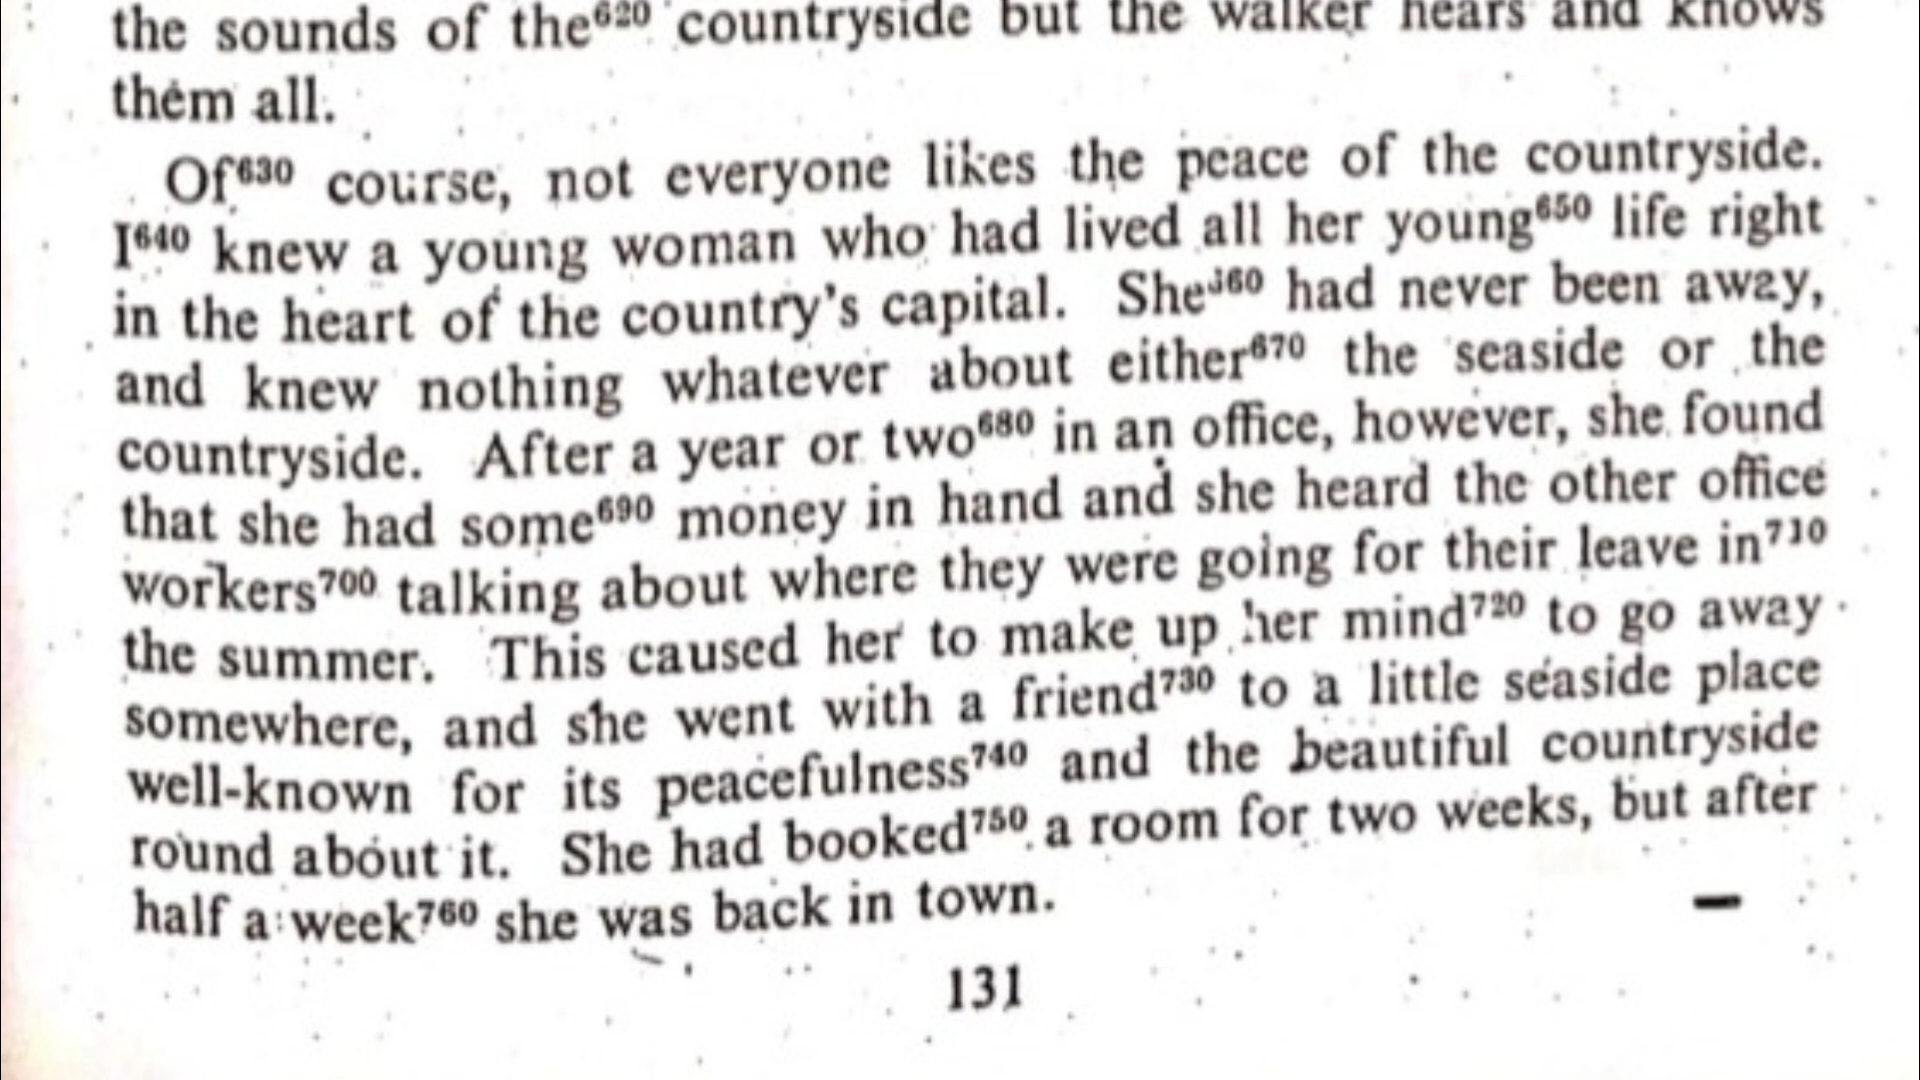 the sounds of the⁶²⁰ countryside but the walker hears and knows
them all.
Of⁶³⁰ course, not everyone likes the peace of the countryside.
I⁶⁴⁰ knew a young woman who had lived all her young⁶⁵⁰ life right
in the heart of the country's capital. She⁶⁶⁰ had never been away,
and knew nothing whatever about either⁶⁷⁰ the seaside or the
countryside. After a year or two⁶⁸⁰ in an office, however, she found
that she had some⁶⁹⁰ money in hand and she heard the other office
workers⁷⁰⁰ talking about where they were going for their leave in⁷¹⁰
the summer. This caused her to make up her mind⁷²⁰ to go away
somewhere, and she went with a friend⁷³⁰ to a little seaside place
well-known for its peacefulness⁷⁴⁰ and the beautiful countryside
round about it. She had booked⁷⁵⁰ a room for two weeks, but after
half a week⁷⁶⁰ she was back in town. —
131